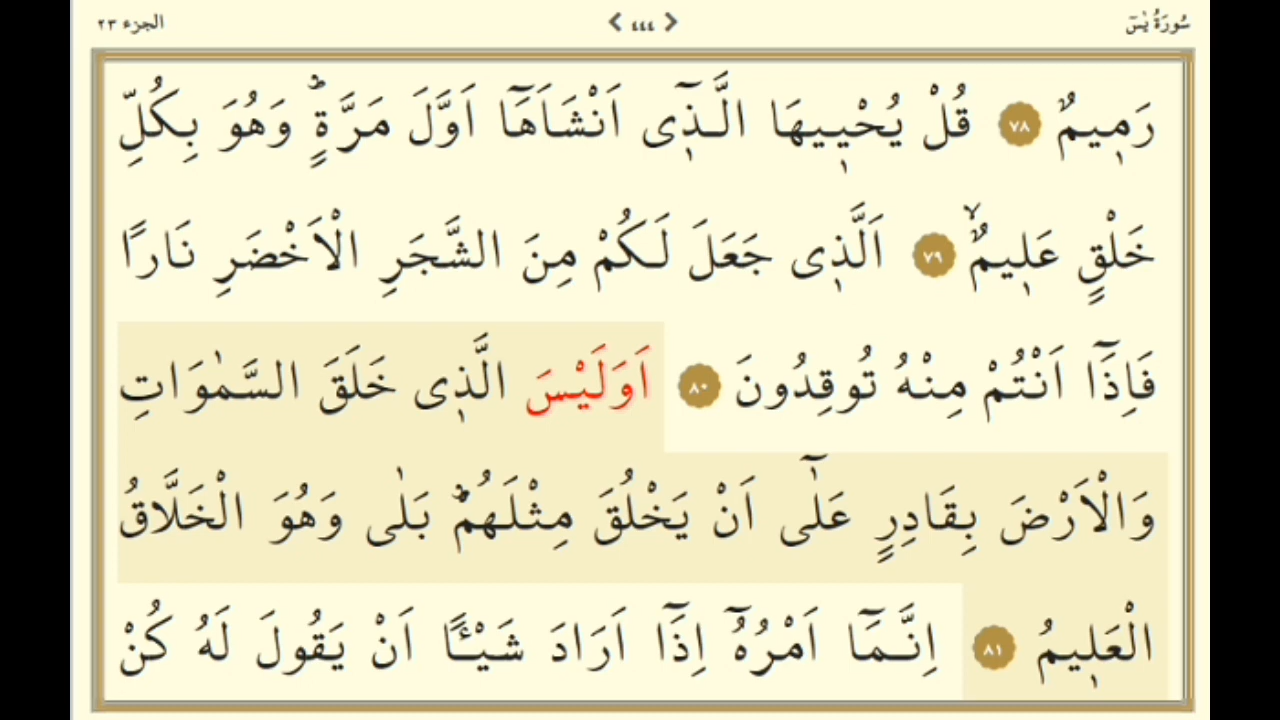 سُورَةُ يٰسٓ
< ٤٤٤ >
الجزء ٢٣
رَمٖيمٌ ٧٨ قُلْ يُحْيٖيهَا الَّذٖٓى اَنْشَاَهَٓا اَوَّلَ مَرَّةٍؕ وَهُوَ بِكُلِّ
خَلْقٍ عَلٖيمٌۙ ٧٩ اَلَّذٖى جَعَلَ لَكُمْ مِنَ الشَّجَرِ الْاَخْضَرِ نَارًا
فَاِذَٓا اَنْتُمْ مِنْهُ تُوقِدُونَ ٨٠ اَوَلَيْسَ الَّذٖى خَلَقَ السَّمٰوَاتِ
وَالْاَرْضَ بِقَادِرٍ عَلٰٓى اَنْ يَخْلُقَ مِثْلَهُمْؕ بَلٰى وَهُوَ الْخَلَّاقُ
الْعَلٖيمُ ٨١ اِنَّمَٓا اَمْرُهُٓ اِذَٓا اَرَادَ شَيْـًٔا اَنْ يَقُولَ لَهُ كُنْ